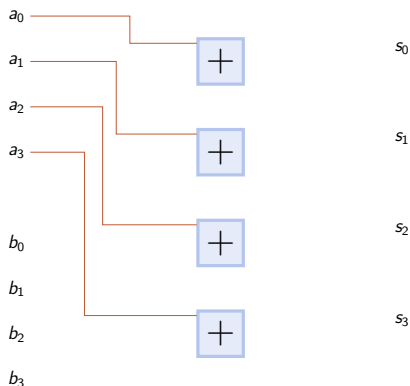 a₀
s₀
+
a₁
a₂
s₁
+
a₃
s₂
b₀
+
b₁
s₃
b₂
+
b₃